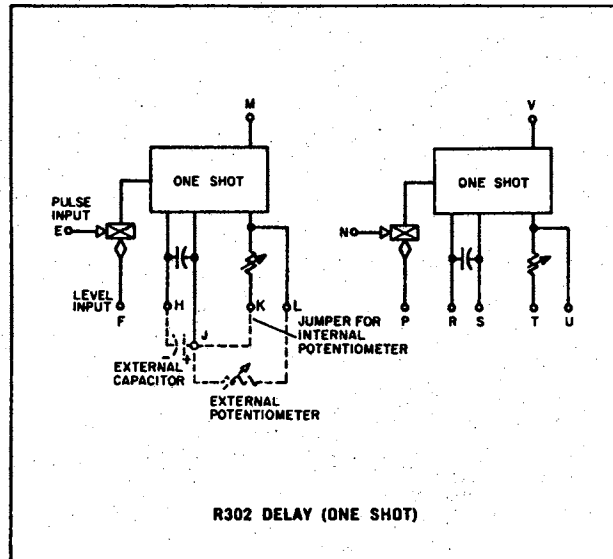 M
V
ONE SHOT
ONE SHOT
PULSE
INPUT
E
N
LEVEL
INPUT
F
H
J
K
L
P
R
S
T
U
JUMPER FOR
INTERNAL
POTENTIOMETER
-
+
EXTERNAL
CAPACITOR
EXTERNAL
POTENTIOMETER
R302 DELAY (ONE SHOT)